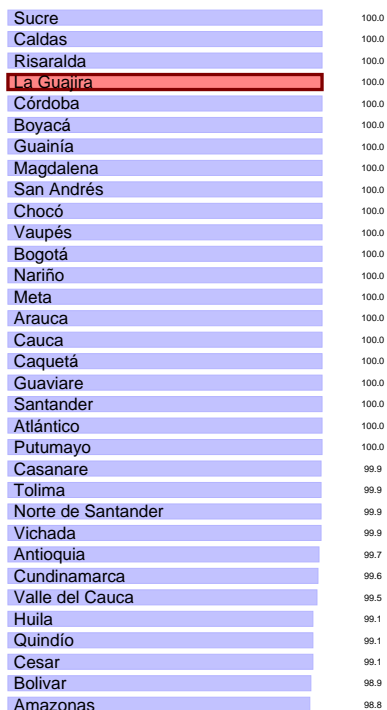 Sucre 100.0
Caldas 100.0
Risaralda 100.0
La Guajira 100.0
Córdoba 100.0
Boyacá 100.0
Guainía 100.0
Magdalena 100.0
San Andrés 100.0
Chocó 100.0
Vaupés 100.0
Bogotá 100.0
Nariño 100.0
Meta 100.0
Arauca 100.0
Cauca 100.0
Caquetá 100.0
Guaviare 100.0
Santander 100.0
Atlántico 100.0
Putumayo 100.0
Casanare 99.9
Tolima 99.9
Norte de Santander 99.9
Vichada 99.9
Antioquia 99.7
Cundinamarca 99.6
Valle del Cauca 99.5
Huila 99.1
Quindío 99.1
Cesar 99.1
Bolivar 98.9
Amazonas 98.8